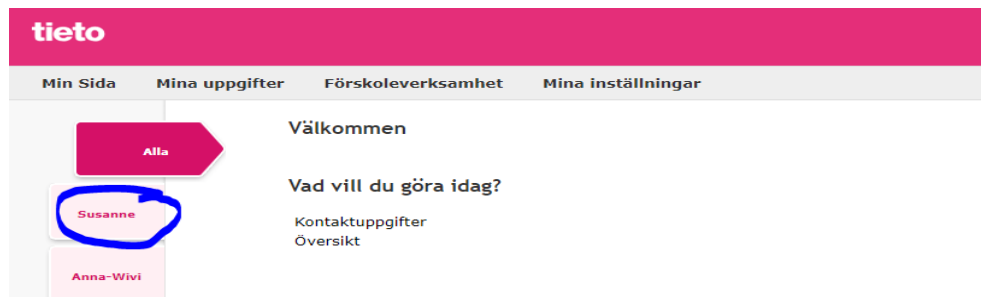 tieto
Min Sida Mina uppgifter Förskoleverksamhet Mina inställningar
Välkommen
Alla
Vad vill du göra idag?
Susanne
Kontaktuppgifter
Översikt
Anna-Wivi